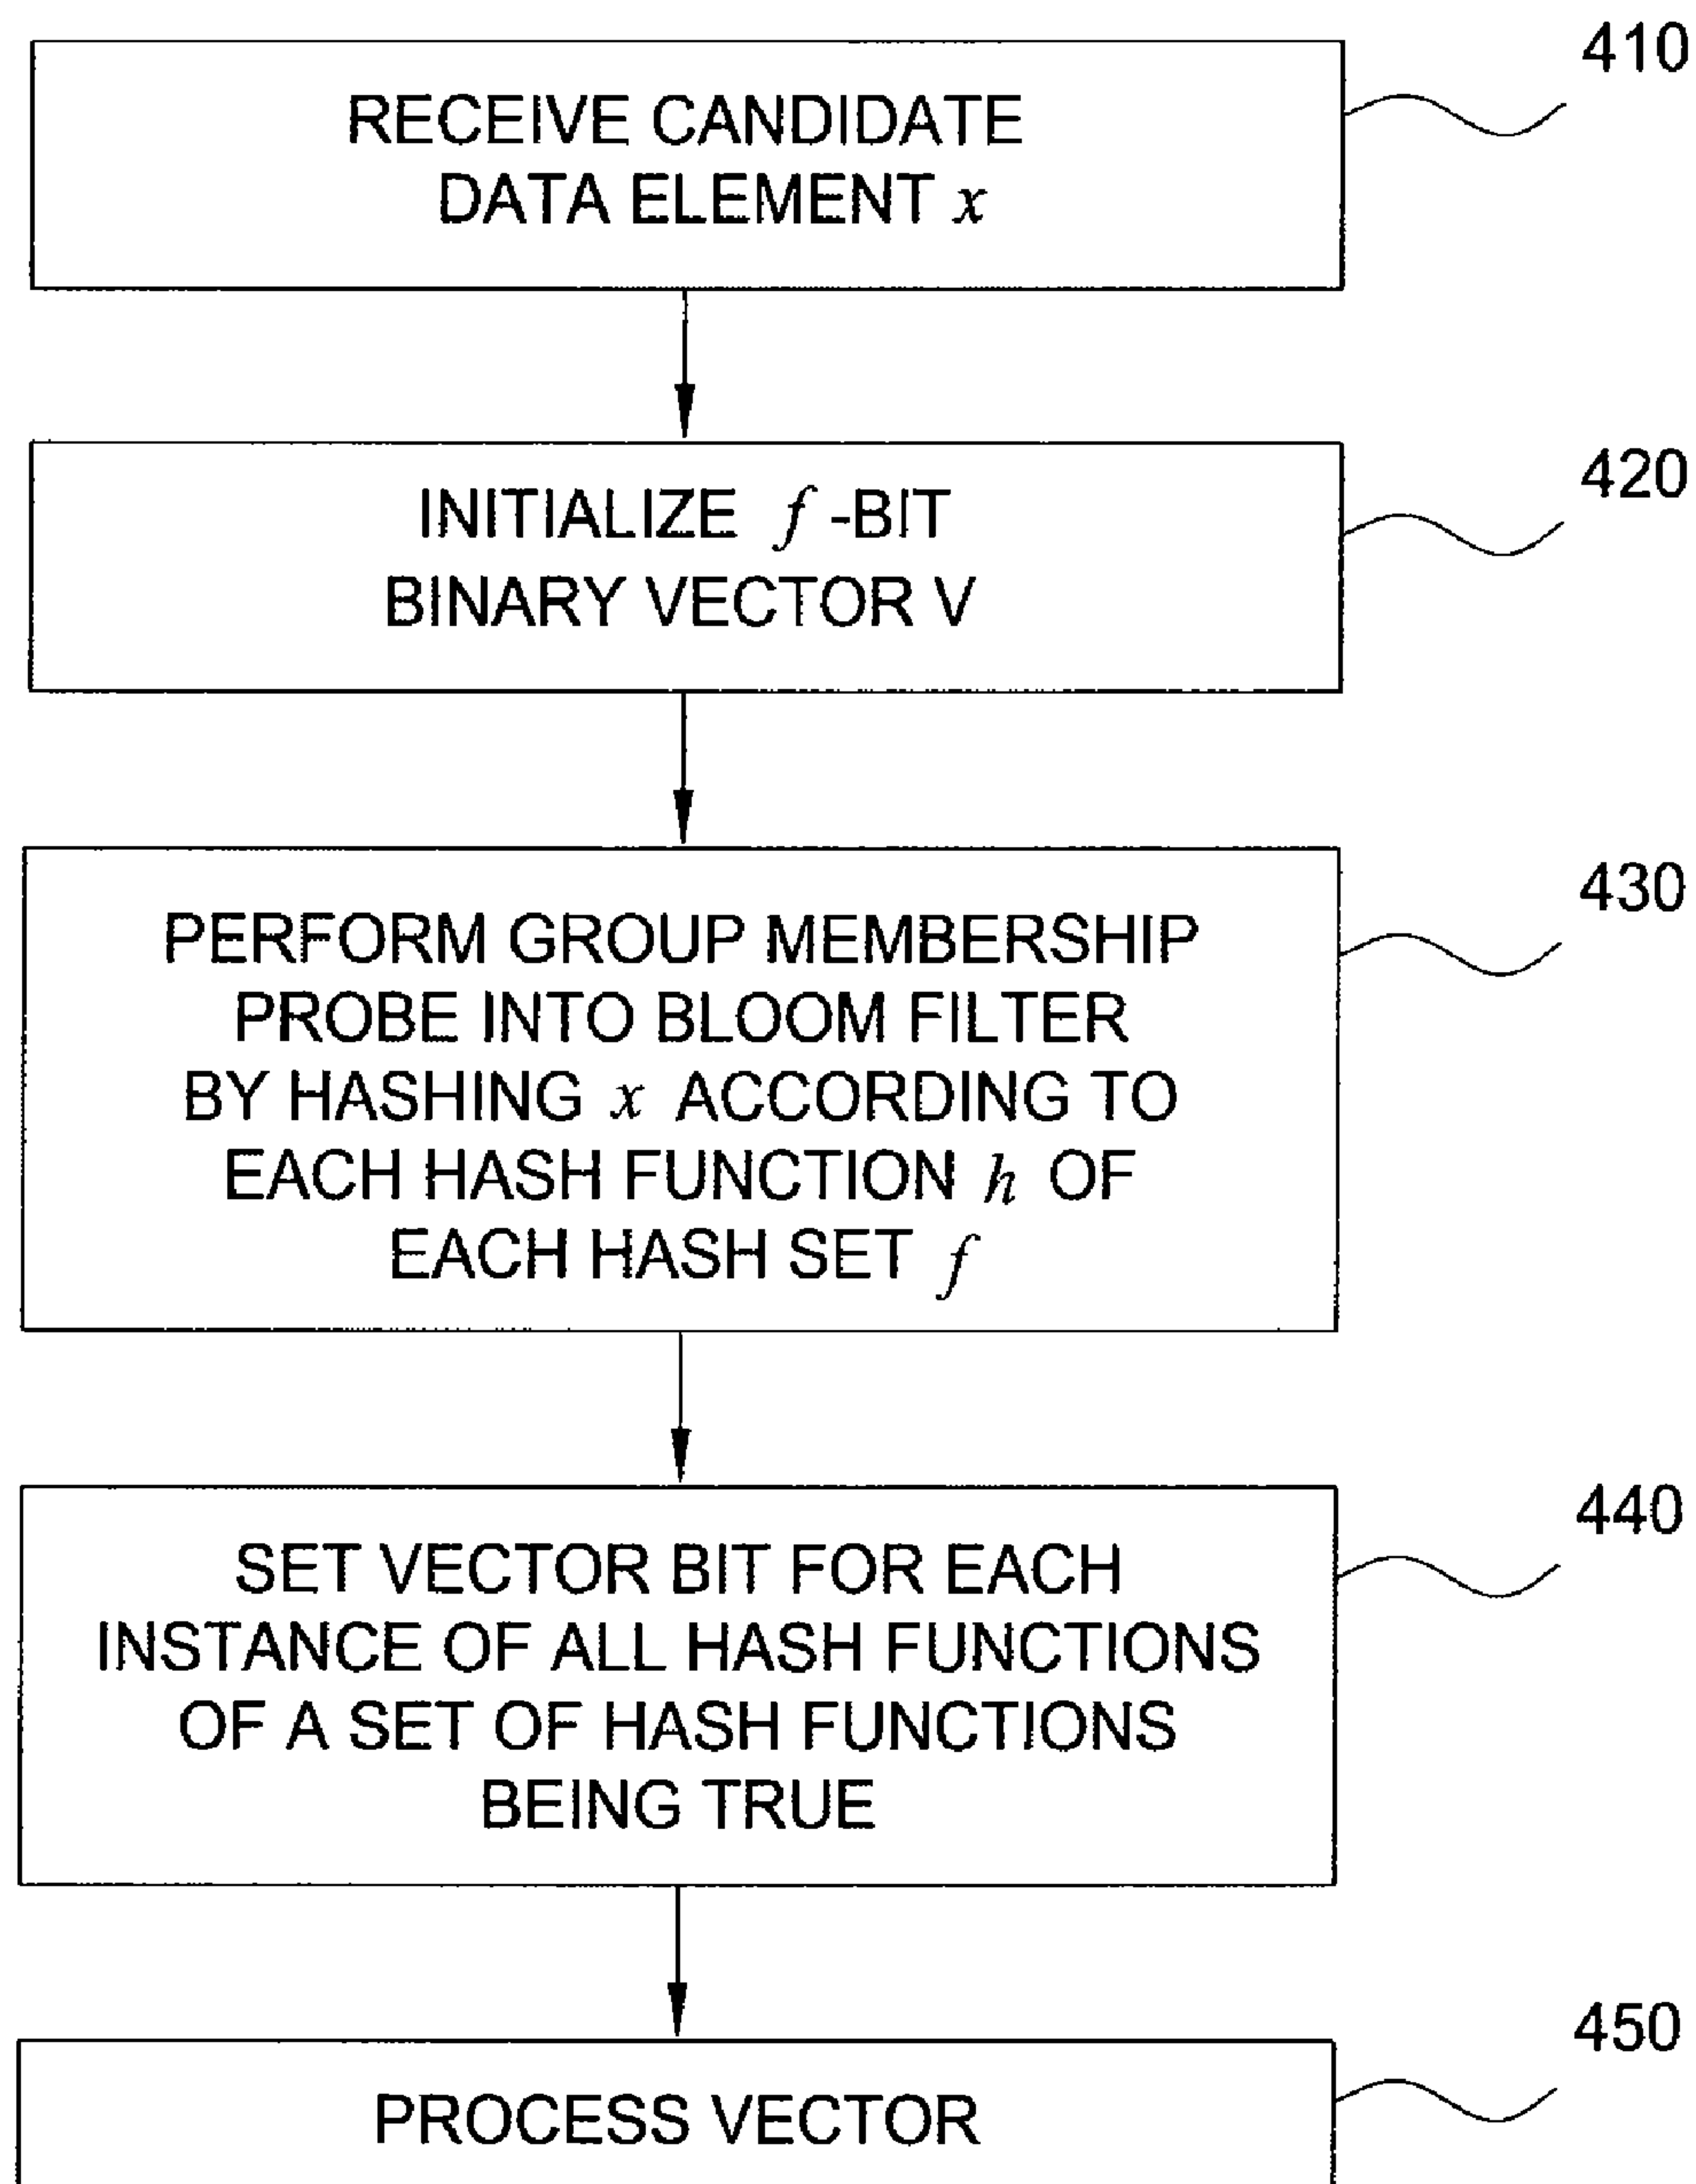 410
RECEIVE CANDIDATE
DATA ELEMENT x
420
INITIALIZE f -BIT
BINARY VECTOR V
430
PERFORM GROUP MEMBERSHIP
PROBE INTO BLOOM FILTER
BY HASHING x ACCORDING TO
EACH HASH FUNCTION h OF
EACH HASH SET f
440
SET VECTOR BIT FOR EACH
INSTANCE OF ALL HASH FUNCTIONS
OF A SET OF HASH FUNCTIONS
BEING TRUE
450
PROCESS VECTOR